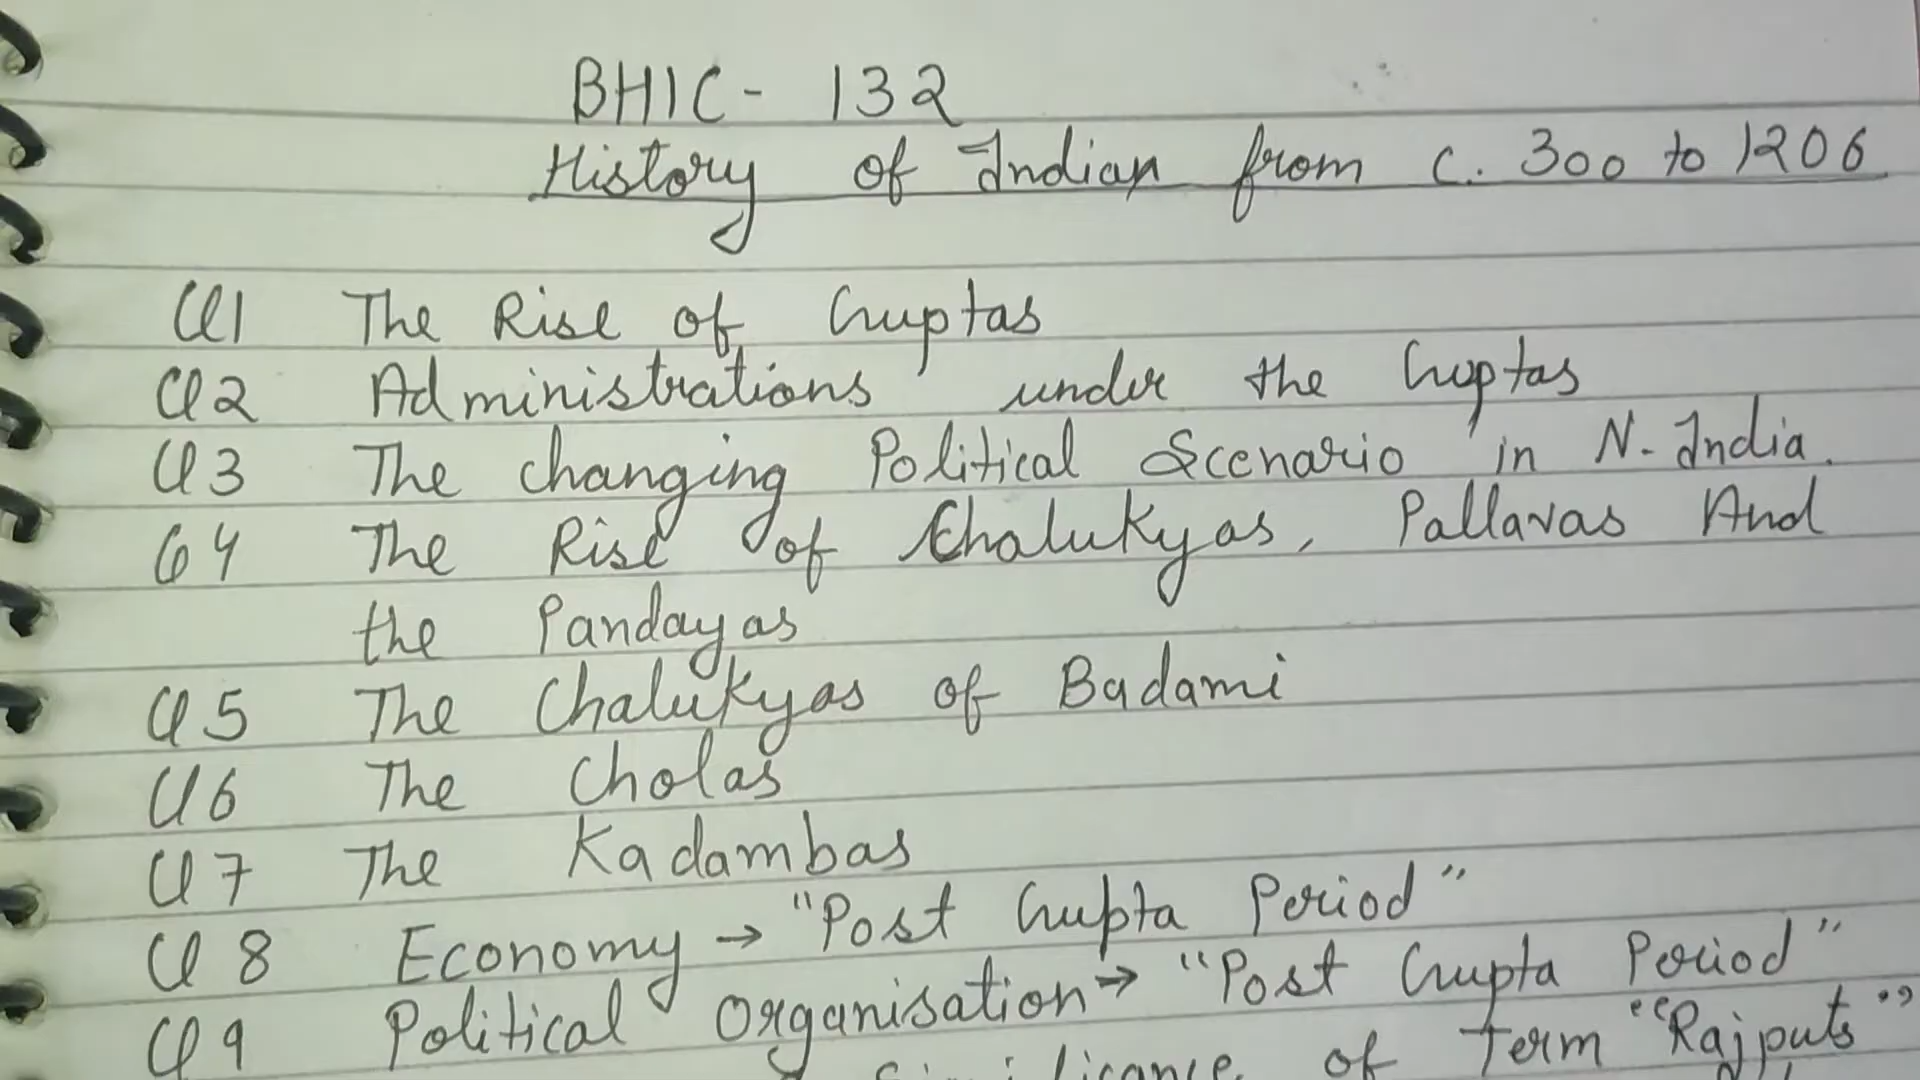 BHIC - 132
History of Indian from c. 300 to 1206
U1 The Rise of Guptas
U2 Administrations under the Guptas
U3 The changing Political Scenario in N. India.
U4 The Rise of Chalukyas, Pallavas And
the Pandayas
U5 The Chalukyas of Badami
U6 The Cholas
U7 The Kadambas
U8 Economy → "Post Gupta Period"
U9 Political Organisation → "Post Gupta Period"
significance of Term "Rajputs"